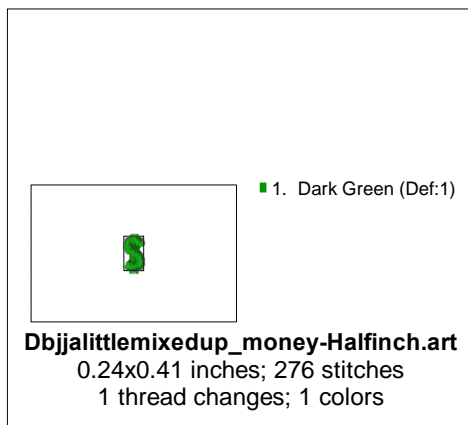 1. Dark Green (Def:1)
$
Dbjjalittlemixedup_money-Halfinch.art
0.24x0.41 inches; 276 stitches
1 thread changes; 1 colors